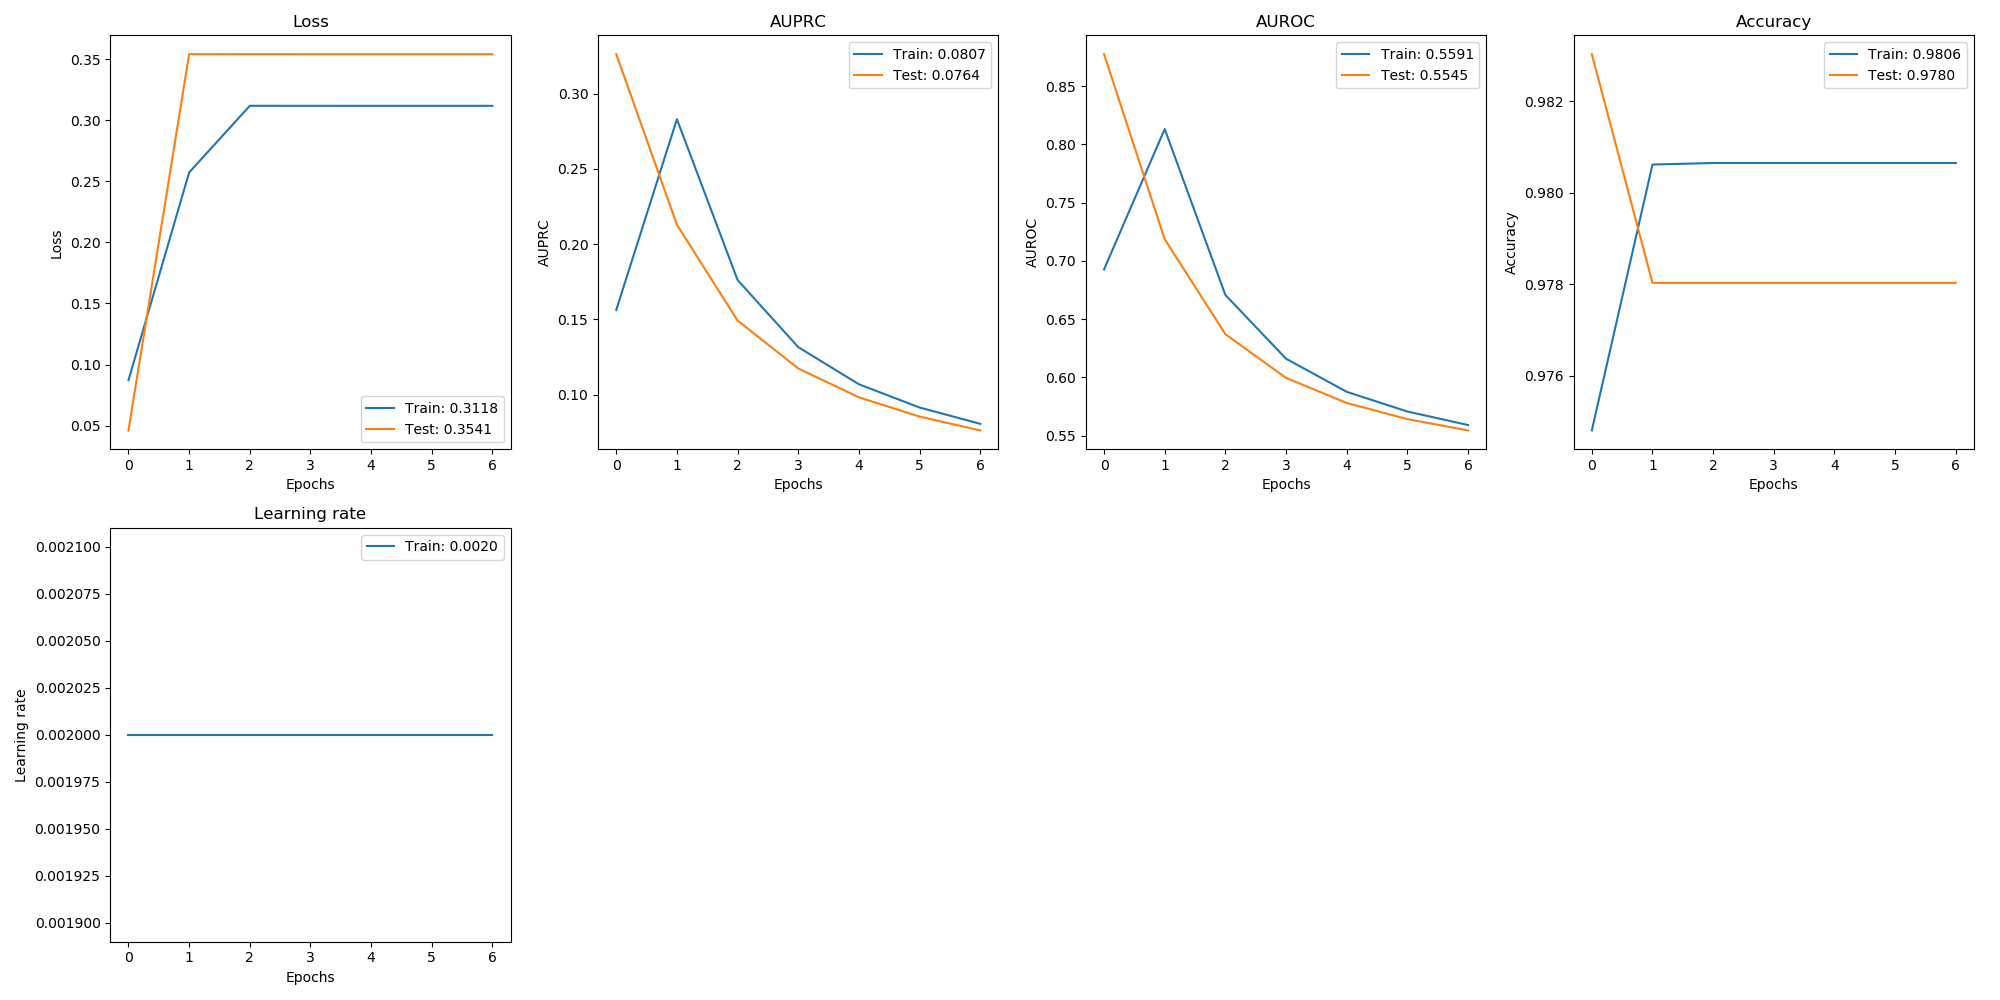 Loss
0.35
0.30
0.25
0.20
0.15
0.10
0.05
Loss
Train: 0.3118
Test: 0.3541
0 1 2 3 4 5 6
Epochs
AUPRC
0.30
0.25
0.20
0.15
0.10
AUPRC
Train: 0.0807
Test: 0.0764
0 1 2 3 4 5 6
Epochs
AUROC
0.85
0.80
0.75
0.70
0.65
0.60
0.55
AUROC
Train: 0.5591
Test: 0.5545
0 1 2 3 4 5 6
Epochs
Accuracy
0.982
0.980
0.978
0.976
Accuracy
Train: 0.9806
Test: 0.9780
0 1 2 3 4 5 6
Epochs
Learning rate
0.002100
0.002075
0.002050
0.002025
0.002000
0.001975
0.001950
0.001925
0.001900
Learning rate
Train: 0.0020
0 1 2 3 4 5 6
Epochs